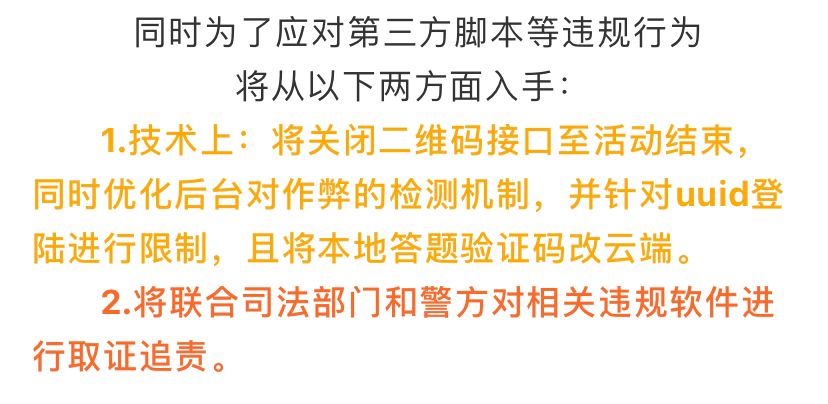 同时为了应对第三方脚本等违规行为
将从以下两方面入手：
1.技术上：将关闭二维码接口至活动结束，
同时优化后台对作弊的检测机制，并针对uuid登
陆进行限制，且将本地答题验证码改云端。
2.将联合司法部门和警方对相关违规软件进
行取证追责。